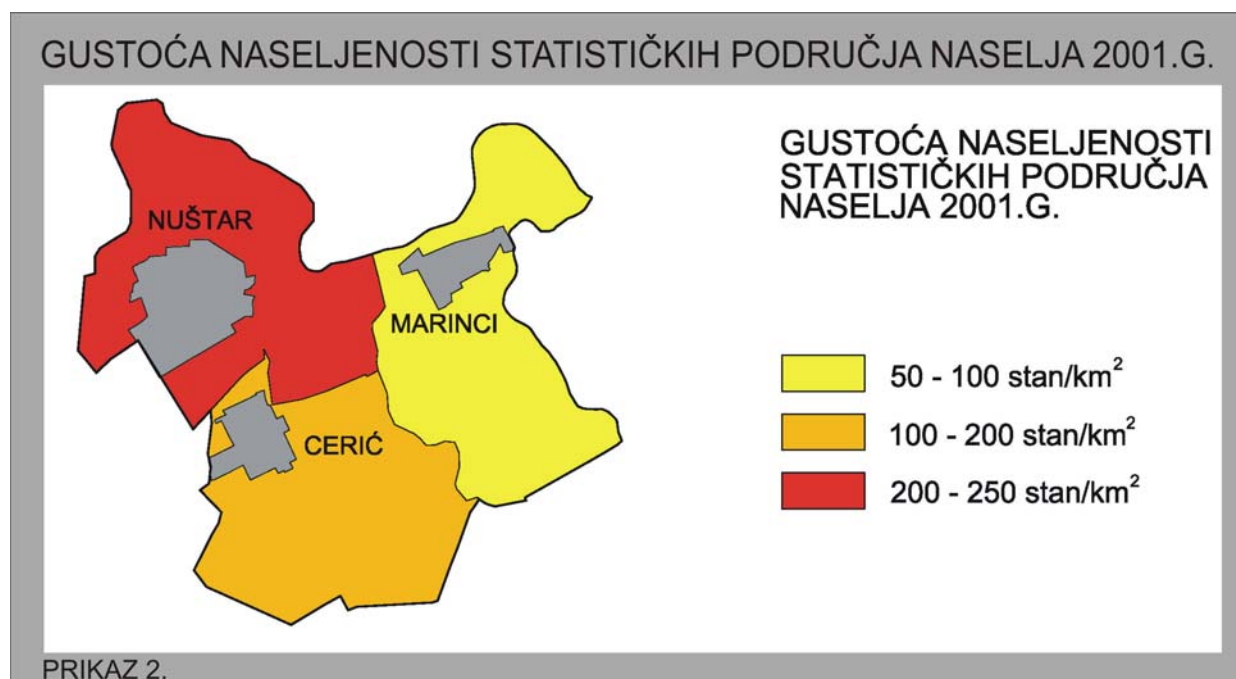 GUSTOĆA NASELJENOSTI STATISTIČKIH PODRUČJA NASELJA 2001.G.
GUSTOĆA NASELJENOSTI
STATISTIČKIH PODRUČJA
NASELJA 2001.G.
NUŠTAR
MARINCI
CERIĆ
50 - 100 stan/km²
100 - 200 stan/km²
200 - 250 stan/km²
PRIKAZ 2.